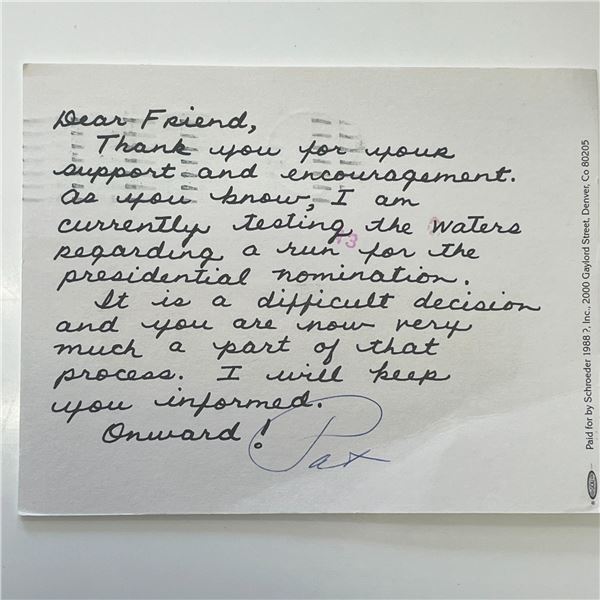 Dear Friend,
Thank you for your
support and encouragement.
As you know, I am
currently testing the waters
regarding a run for the
presidential nomination.
It is a difficult decision
and you are now very
much a part of that
process. I will keep
you informed.
Onward!
Pat
Paid for by Schroeder 1988 ?, Inc., 2000 Gaylord Street, Denver, Co 80205